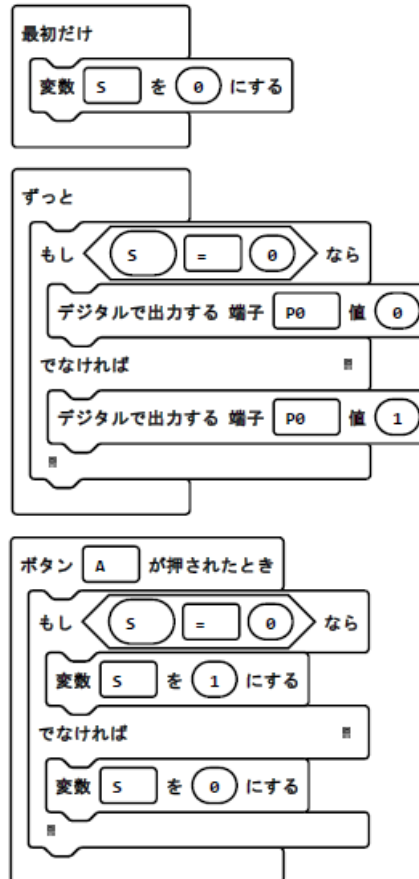 最初だけ
変数 S を 0 にする
ずっと
もし S = 0 なら
デジタルで出力する 端子 P0 値 0
でなければ
デジタルで出力する 端子 P0 値 1
ボタン A が押されたとき
もし S = 0 なら
変数 S を 1 にする
でなければ
変数 S を 0 にする